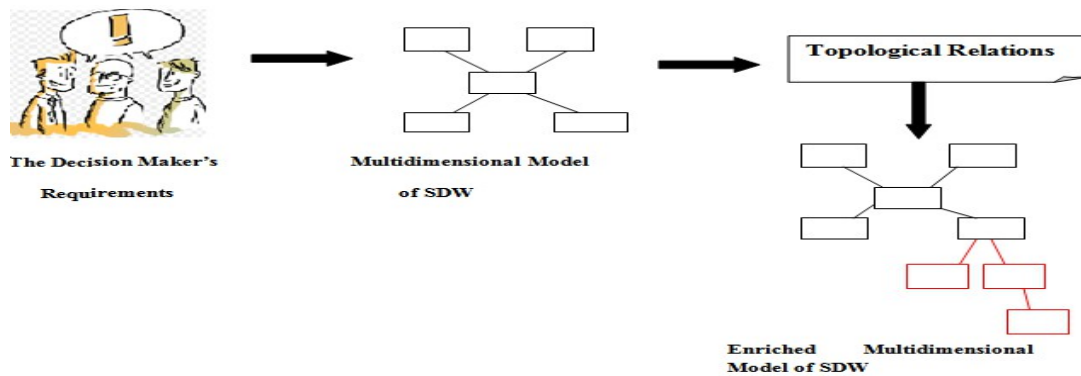 Topological Relations
The Decision Maker's
Requirements
Multidimensional Model
of SDW
Enriched Multidimensional
Model of SDW